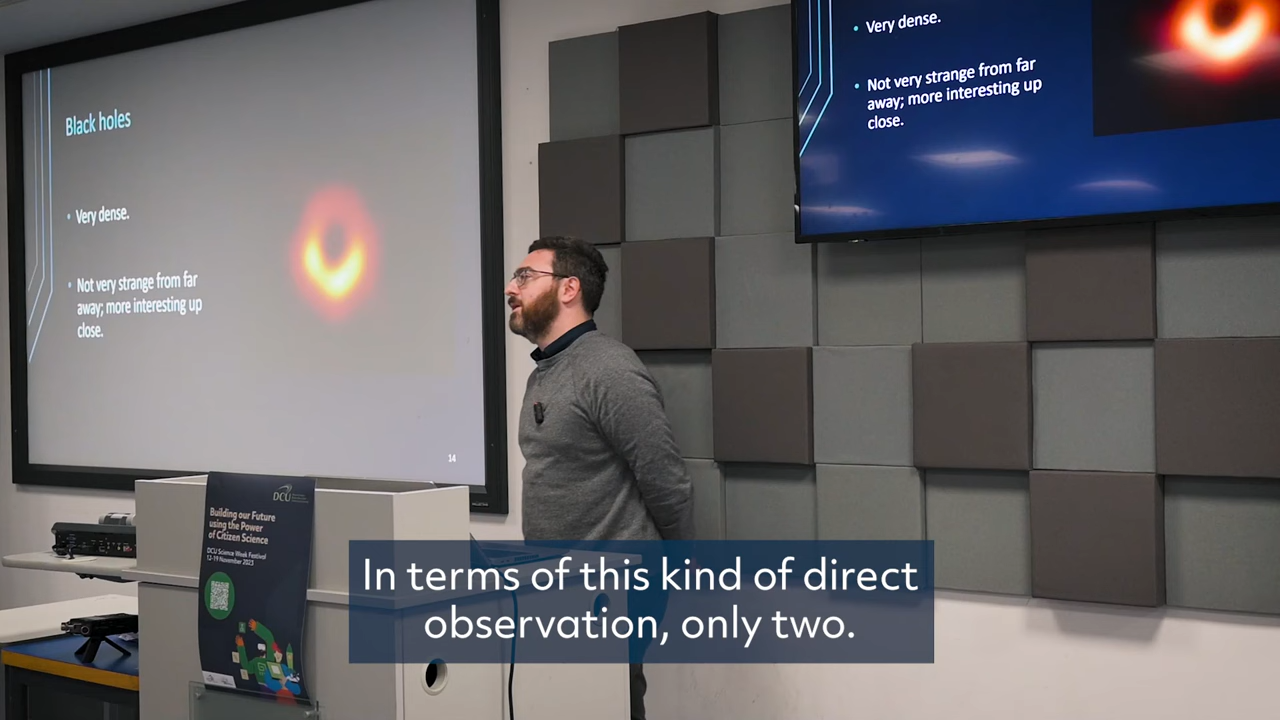 Black holes
• Very dense.
• Not very strange from far
away; more interesting up
close.
14
• Very dense.
• Not very strange from far
away; more interesting up
close.
DCU
Building our Future
using the Power
of Citizen Science
DCU Science Week Festival
12-19 November 2023
In terms of this kind of direct
observation, only two.